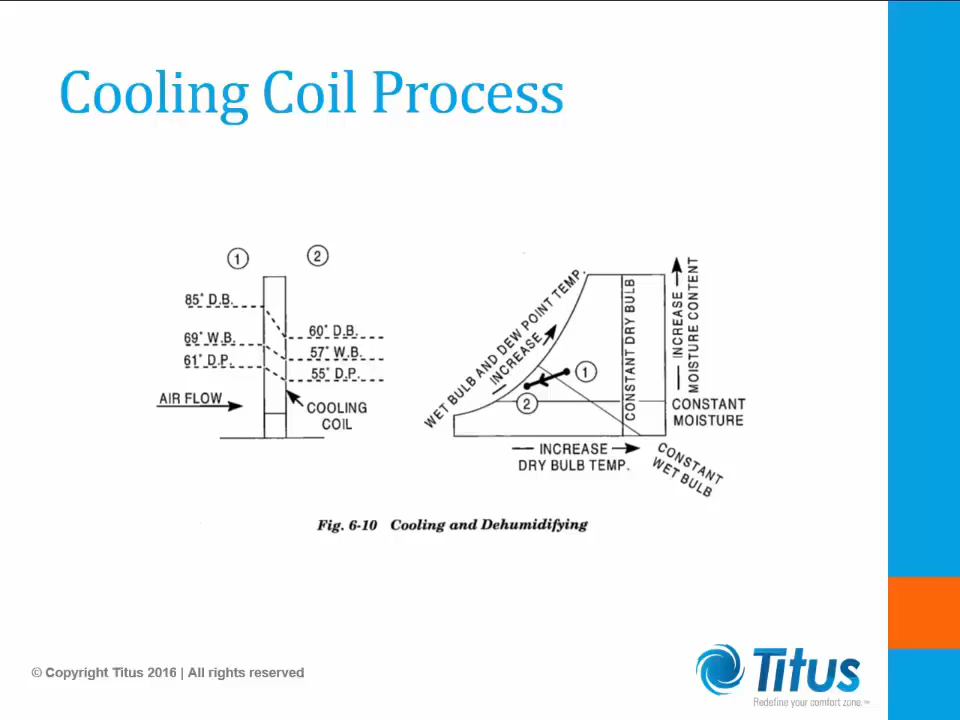 Cooling Coil Process
1
2
85° D.B.
69° W.B.
61° D.P.
60° D.B.
57° W.B.
55° D.P.
AIR FLOW
COOLING
COIL
WET BULB AND DEW POINT TEMP.
INCREASE
1
2
CONSTANT DRY BULB
INCREASE
MOISTURE CONTENT
CONSTANT
MOISTURE
INCREASE
DRY BULB TEMP.
CONSTANT
WET BULB
Fig. 6-10 Cooling and Dehumidifying
© Copyright Titus 2016 | All rights reserved
Titus
Redefine your comfort zone.™